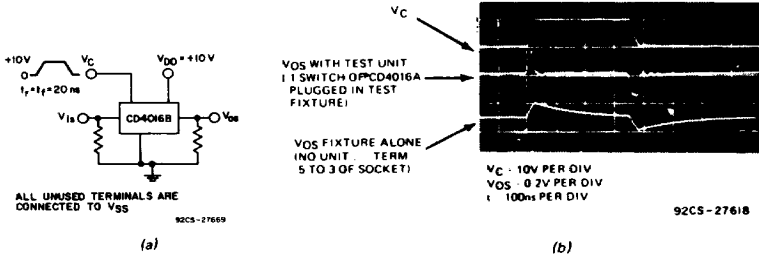 +10V
0
VC
tr = tf = 20 ns
VDD = +10V
Vis
CD4016B
Vos
ALL UNUSED TERMINALS ARE
CONNECTED TO VSS
92CS-27669
(a)
VC
VOS WITH TEST UNIT
(1 SWITCH OF CD4016A
PLUGGED IN TEST
FIXTURE)
VOS FIXTURE ALONE
(NO UNIT. TERM
5 TO 3 OF SOCKET)
VC - 10V PER DIV
VOS - 0.2V PER DIV
t 100ns PER DIV
92CS-27618
(b)